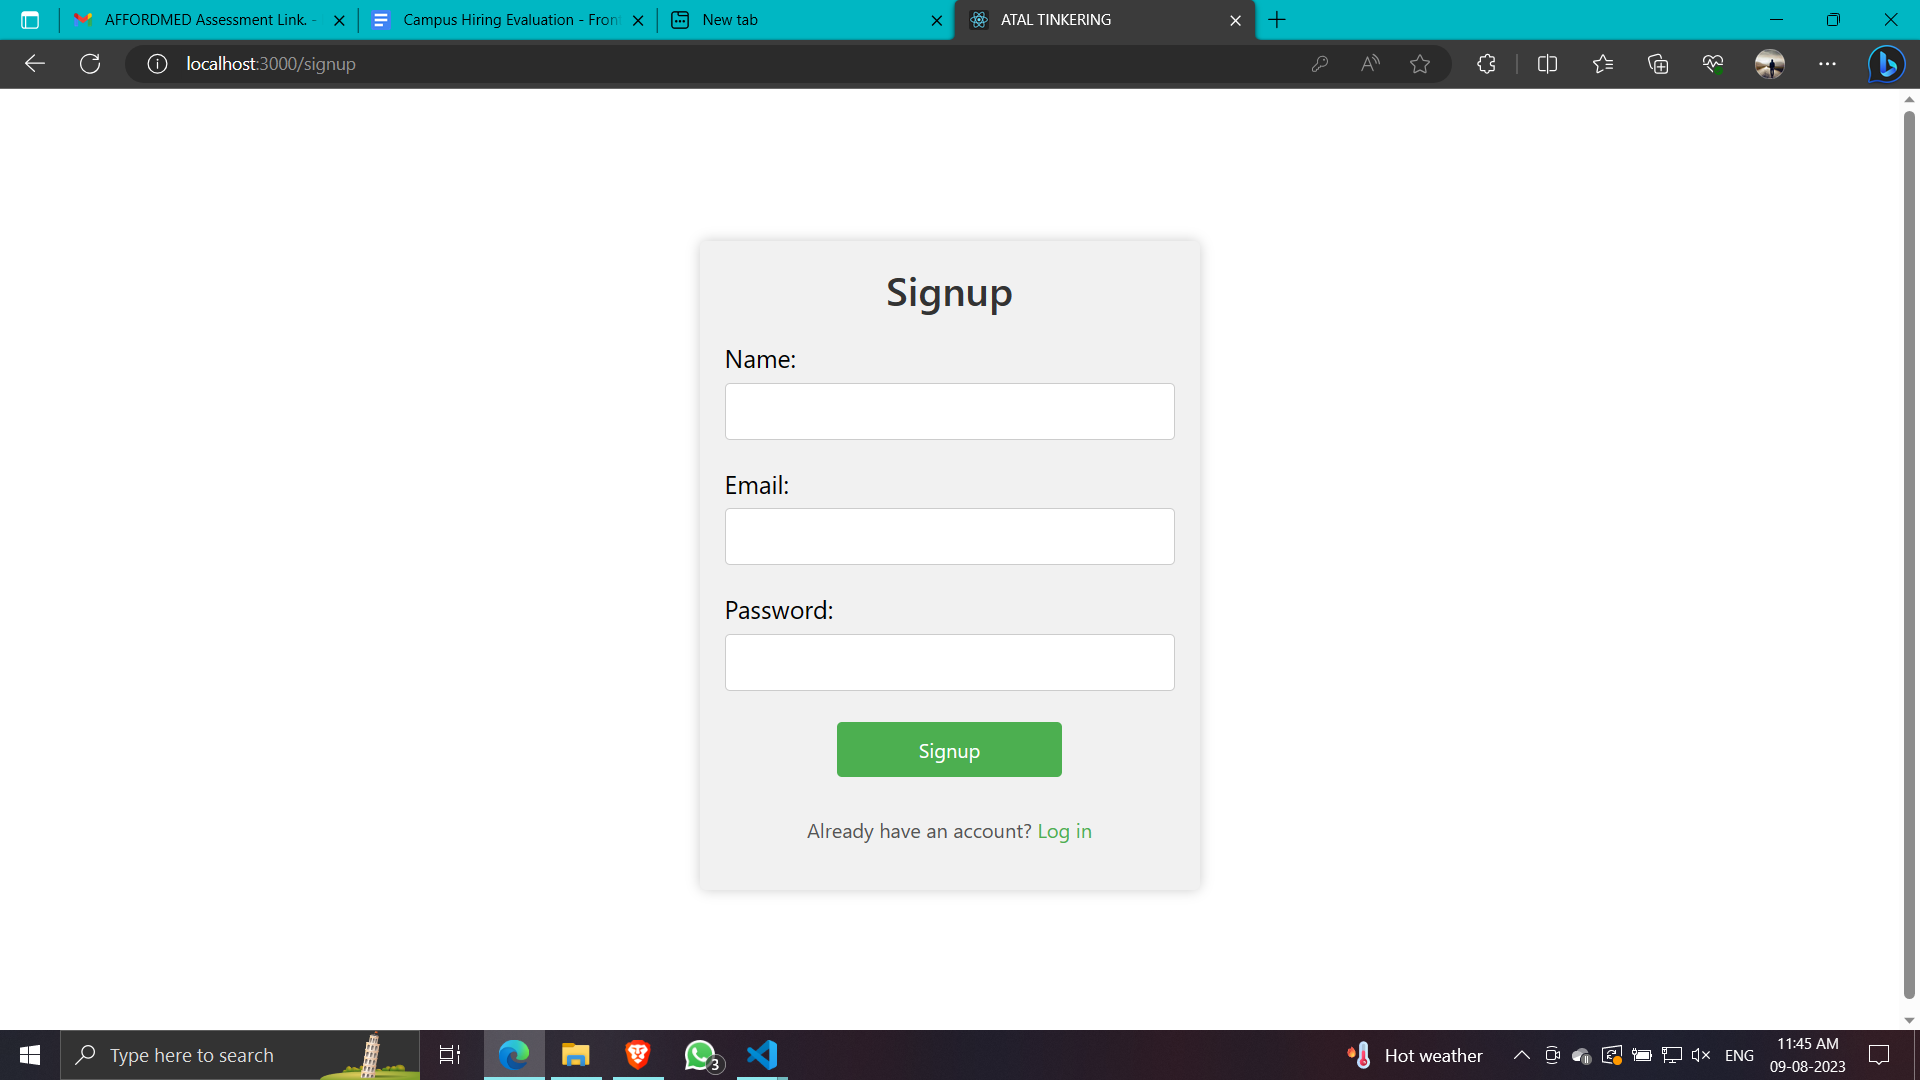 AFFORDMED Assessment Link. -
Campus Hiring Evaluation - Fron
New tab
ATAL TINKERING
localhost:3000/signup
Signup
Name:
Email:
Password:
Signup
Already have an account? Log in
Type here to search
3
Hot weather
ENG
11:45 AM
09-08-2023